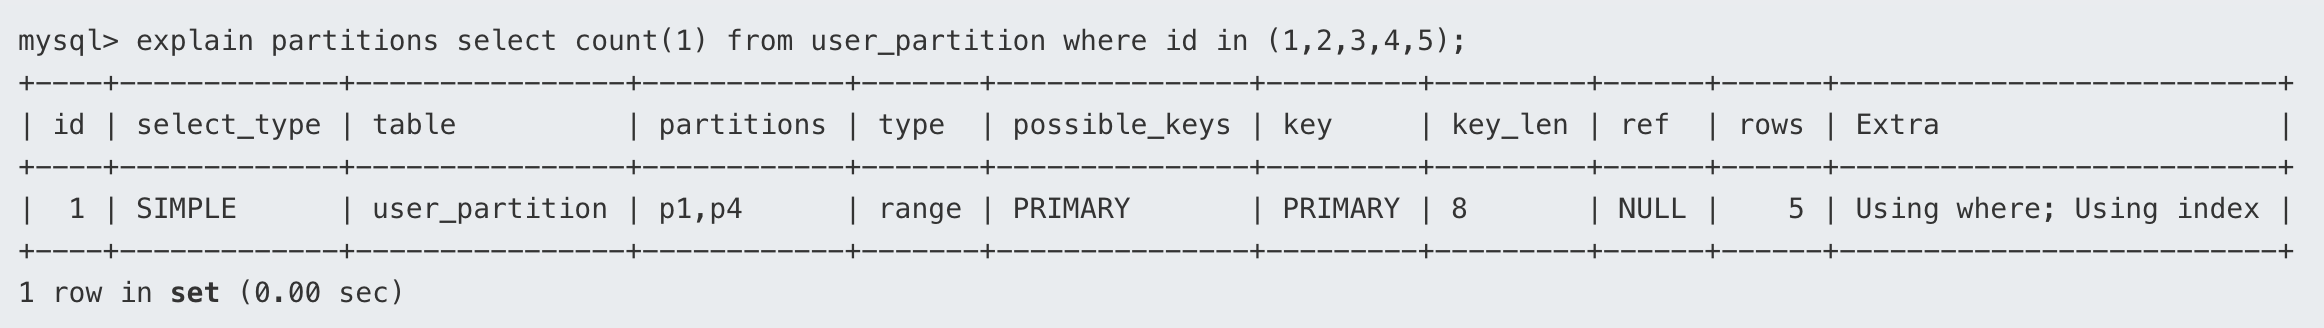 mysql> explain partitions select count(1) from user_partition where id in (1,2,3,4,5);
+----+-------------+----------------+------------+-------+---------------+---------+---------+------+------+--------------------------+
| id | select_type | table          | partitions | type  | possible_keys | key     | key_len | ref  | rows | Extra                    |
+----+-------------+----------------+------------+-------+---------------+---------+---------+------+------+--------------------------+
|  1 | SIMPLE      | user_partition | p1,p4      | range | PRIMARY       | PRIMARY | 8       | NULL |    5 | Using where; Using index |
+----+-------------+----------------+------------+-------+---------------+---------+---------+------+------+--------------------------+
1 row in set (0.00 sec)